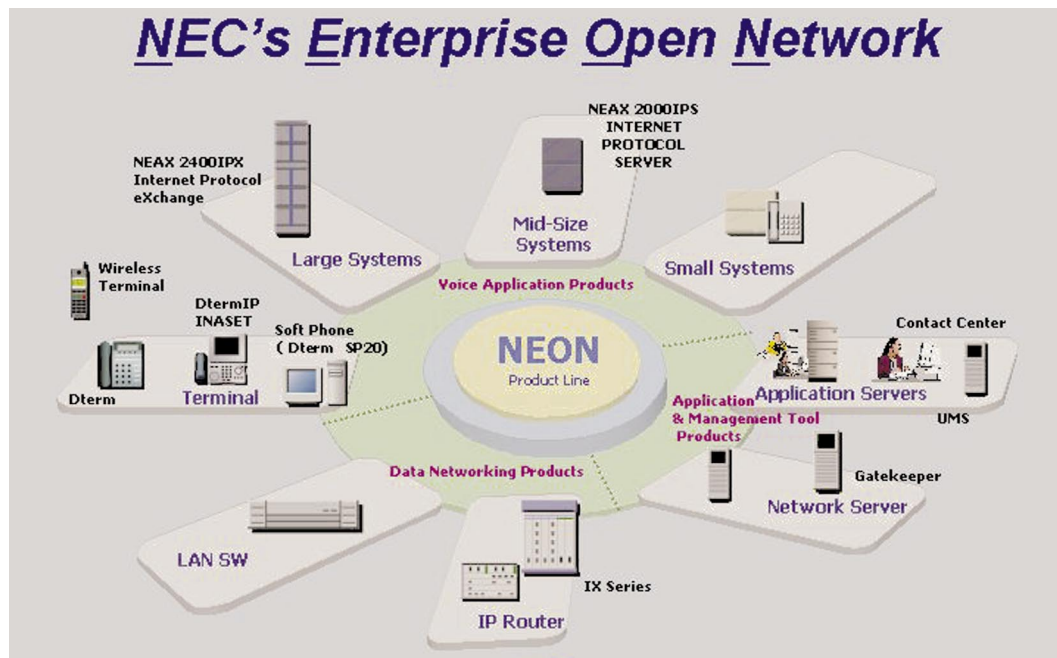 NEC's Enterprise Open Network
NEAX 2400IPX
Internet Protocol
eXchange
Large Systems
NEAX 2000IPS
INTERNET
PROTOCOL
SERVER
Mid-Size
Systems
Small Systems
Voice Application Products
Wireless
Terminal
DtermIP
INASET
Soft Phone
( Dterm SP20)
Dterm
Terminal
NEON
Product Line
Contact Center
Application Servers
UMS
Application
& Management Tool
Products
Gatekeeper
Network Server
Data Networking Products
LAN SW
IX Series
IP Router